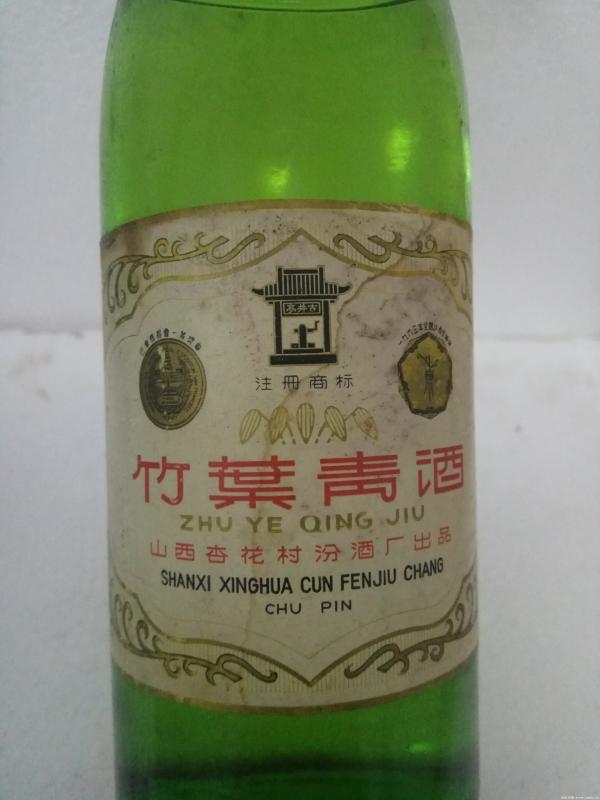 注冊商标
竹葉青酒
ZHU YE QING JIU
山西杏花村汾酒厂出品
SHANXI XINGHUA CUN FENJIU CHANG
CHU PIN